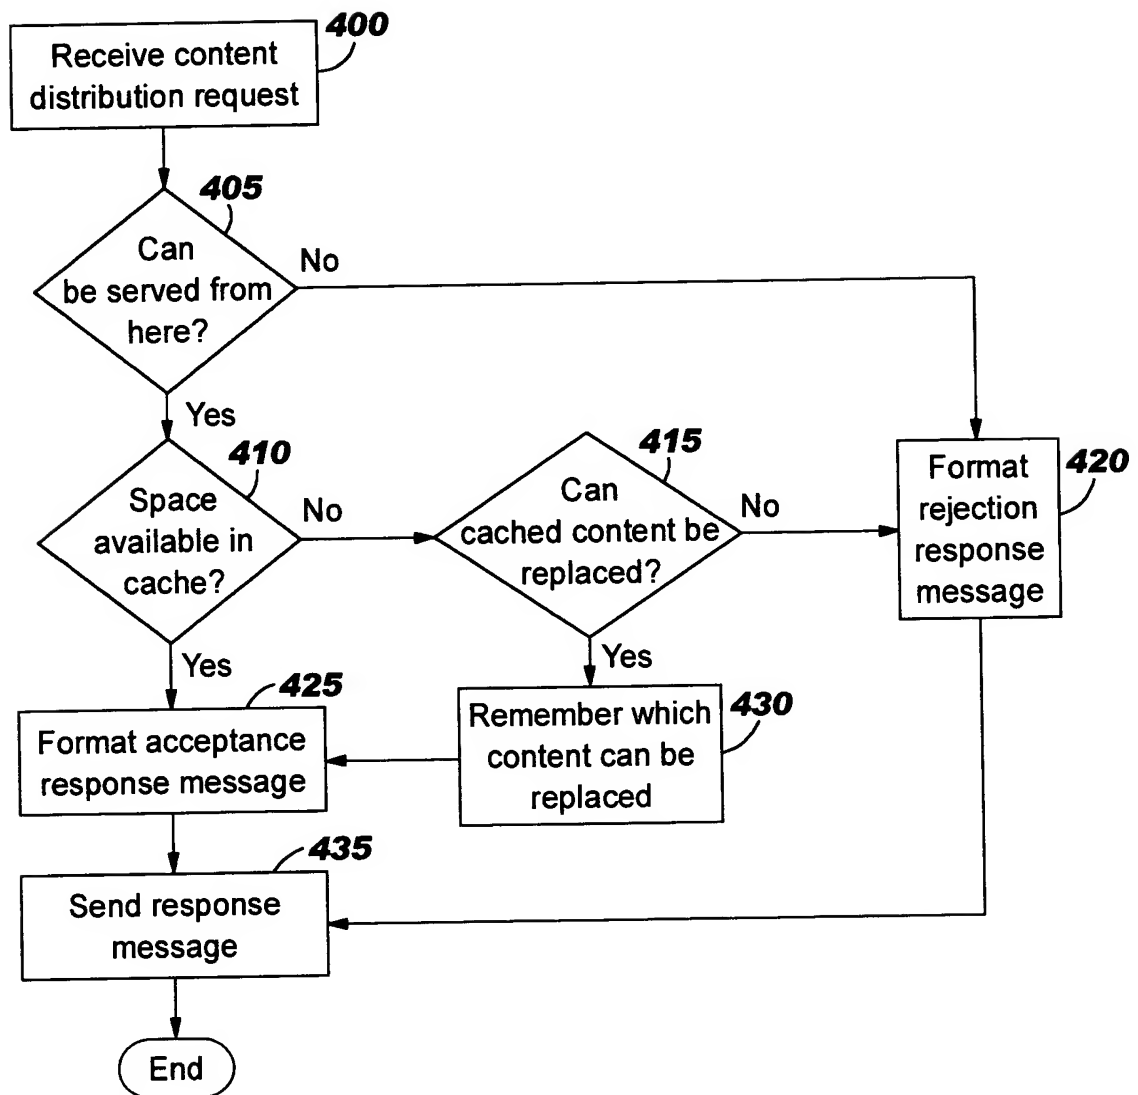 400
Receive content
distribution request
405
Can
be served from
here?
No
Yes
410
Space
available in
cache?
No
415
Can
cached content be
replaced?
No
420
Format
rejection
response
message
Yes
Yes
425
Format acceptance
response message
430
Remember which
content can be
replaced
435
Send response
message
End